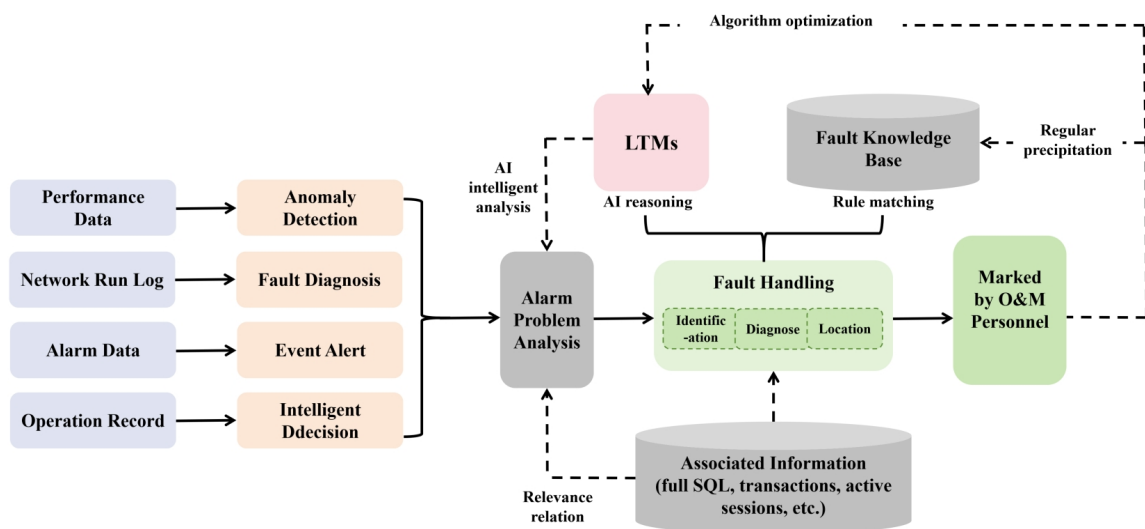 Algorithm optimization
LTMs
Fault Knowledge
Base
Regular
precipitation
AI
intelligent
analysis
AI reasoning
Rule matching
Performance
Data
Anomaly
Detection
Network Run Log
Fault Diagnosis
Alarm Data
Event Alert
Operation Record
Intelligent
Ddecision
Alarm
Problem
Analysis
Fault Handling
Identific
-ation
Diagnose
Location
Marked
by O&M
Personnel
Associated Information
(full SQL, transactions, active
sessions, etc.)
Relevance
relation